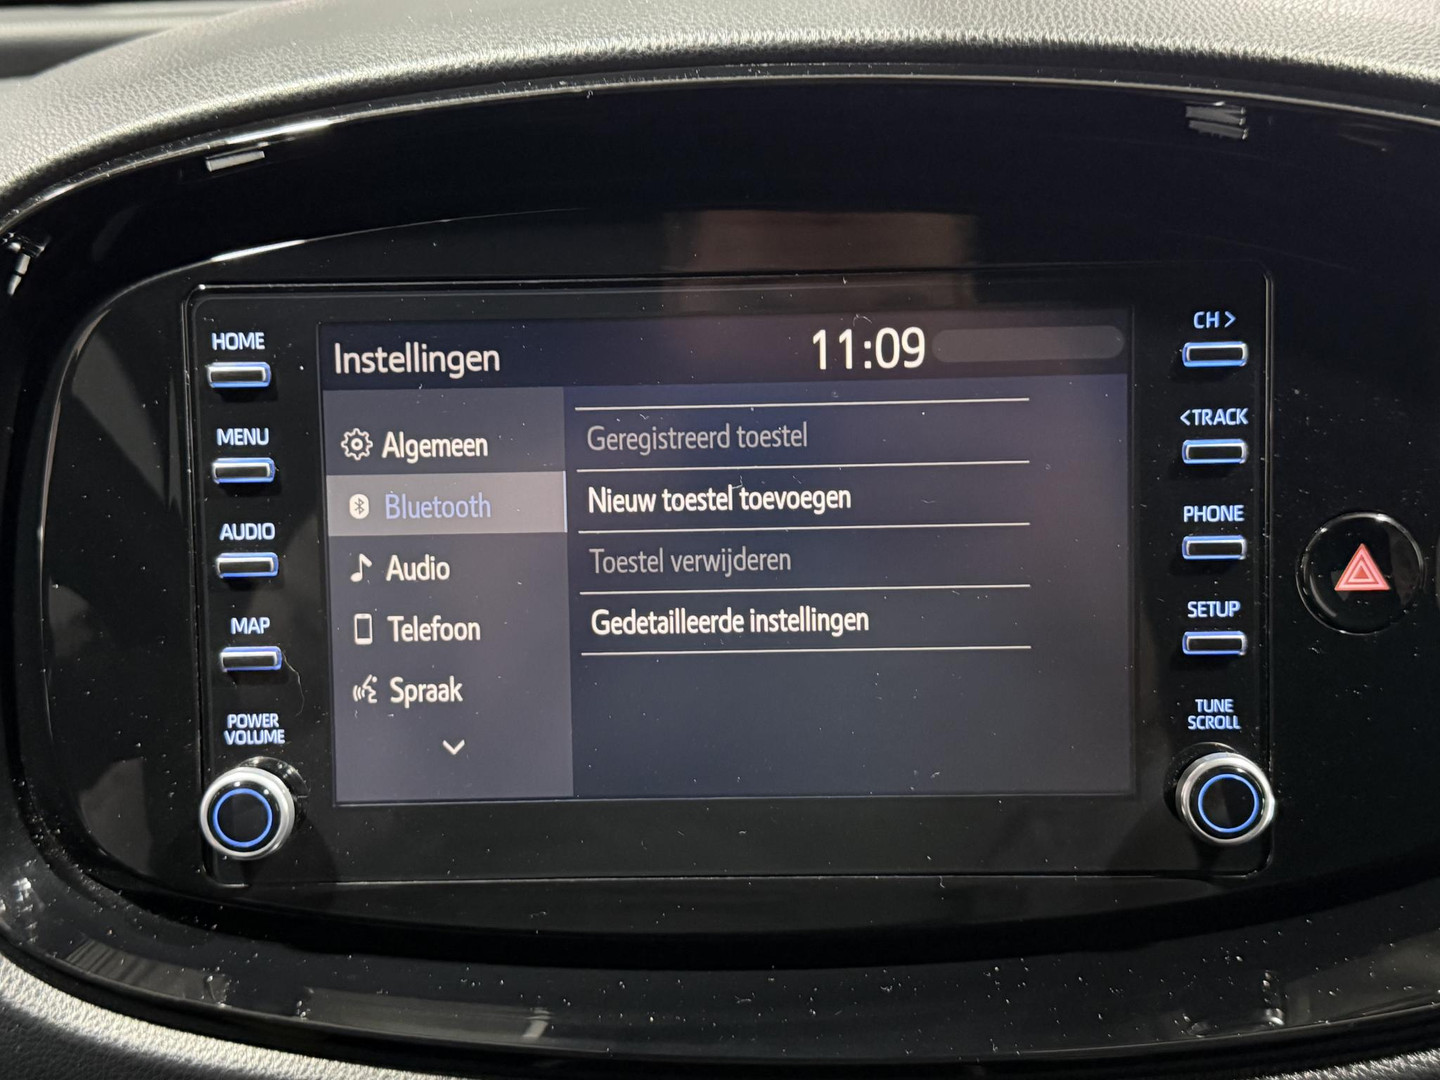 Instellingen
11:09
Algemeen
Bluetooth
Audio
Telefoon
Spraak
Geregistreerd toestel
Nieuw toestel toevoegen
Toestel verwijderen
Gedetailleerde instellingen
HOME
MENU
AUDIO
MAP
POWER
VOLUME
CH >
<TRACK
PHONE
SETUP
TUNE
SCROLL